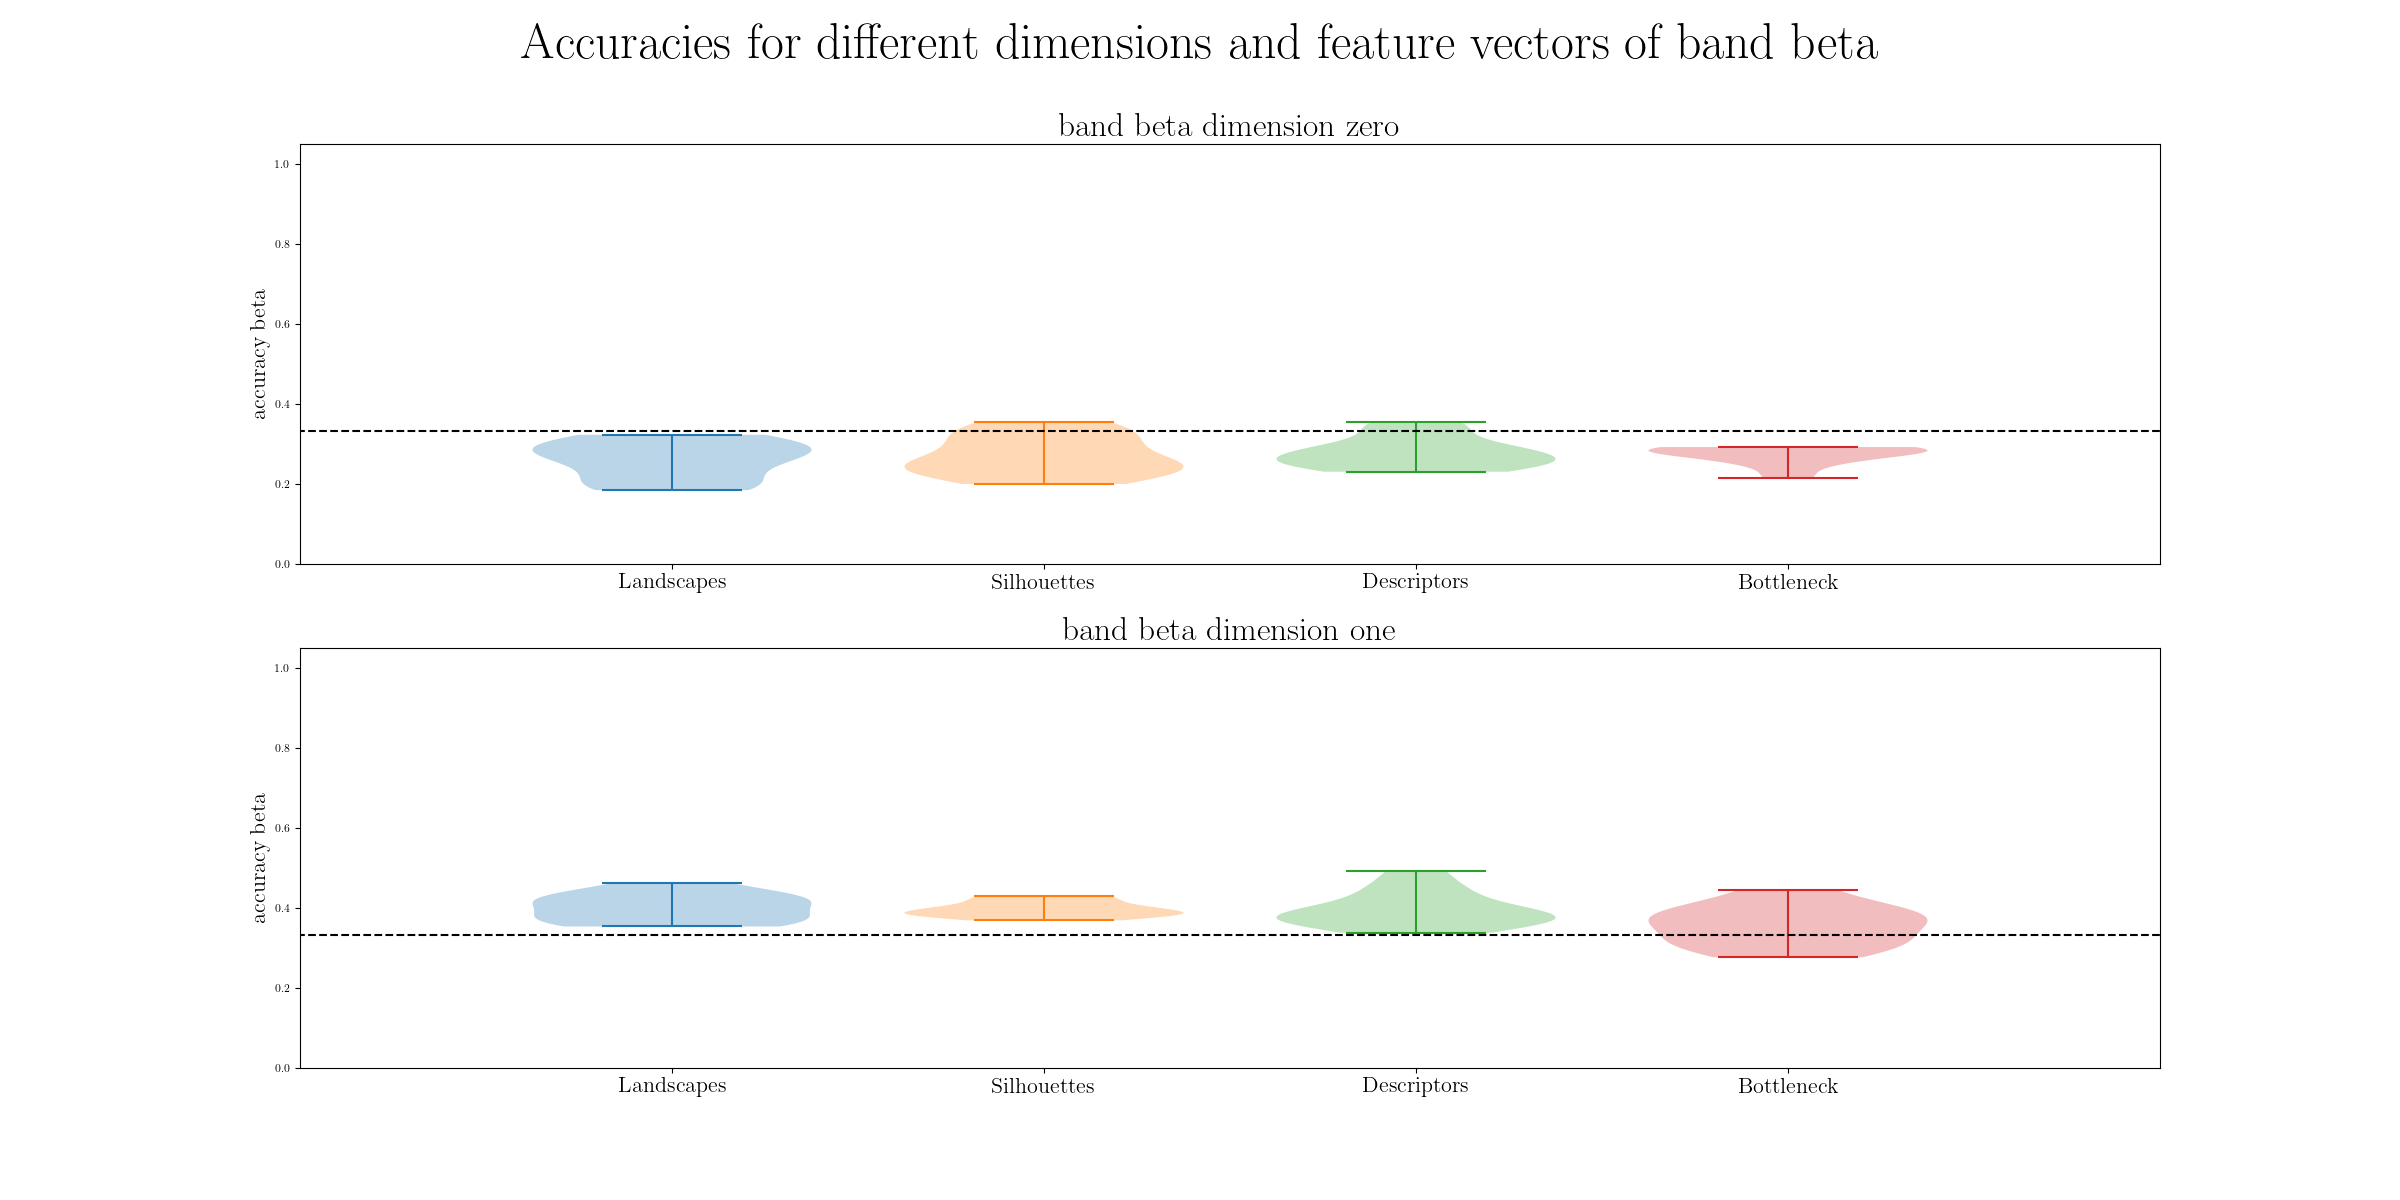 Accuracies for different dimensions and feature vectors of band beta
band beta dimension zero
1.0
0.8
0.6
0.4
0.2
0.0
accuracy beta
Landscapes Silhouettes Descriptors Bottleneck
band beta dimension one
1.0
0.8
0.6
0.4
0.2
0.0
accuracy beta
Landscapes Silhouettes Descriptors Bottleneck